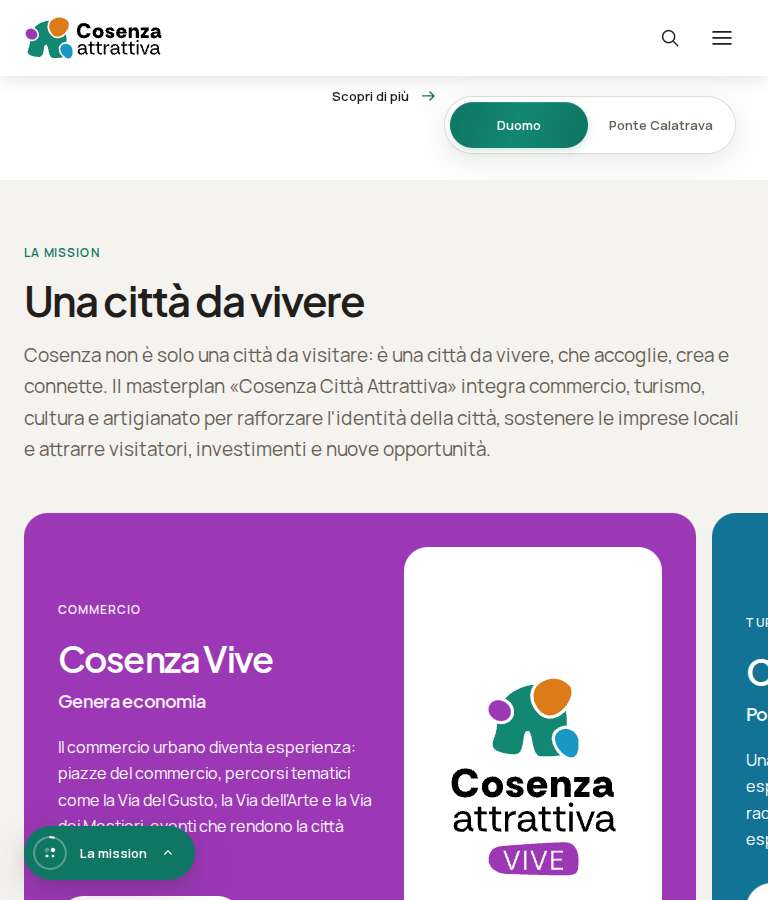 Cosenza
attrattiva
Scopri di più
Duomo
Ponte Calatrava
LA MISSION
Una città da vivere
Cosenza non è solo una città da visitare: è una città da vivere, che accoglie, crea e
connette. Il masterplan «Cosenza Città Attrattiva» integra commercio, turismo,
cultura e artigianato per rafforzare l'identità della città, sostenere le imprese locali
e attrarre visitatori, investimenti e nuove opportunità.
COMMERCIO
Cosenza Vive
Genera economia
Il commercio urbano diventa esperienza:
piazze del commercio, percorsi tematici
come la Via del Gusto, la Via dell'Arte e la Via
dei Mestieri, eventi che rendono la città
Cosenza
attrattiva
VIVE
La mission